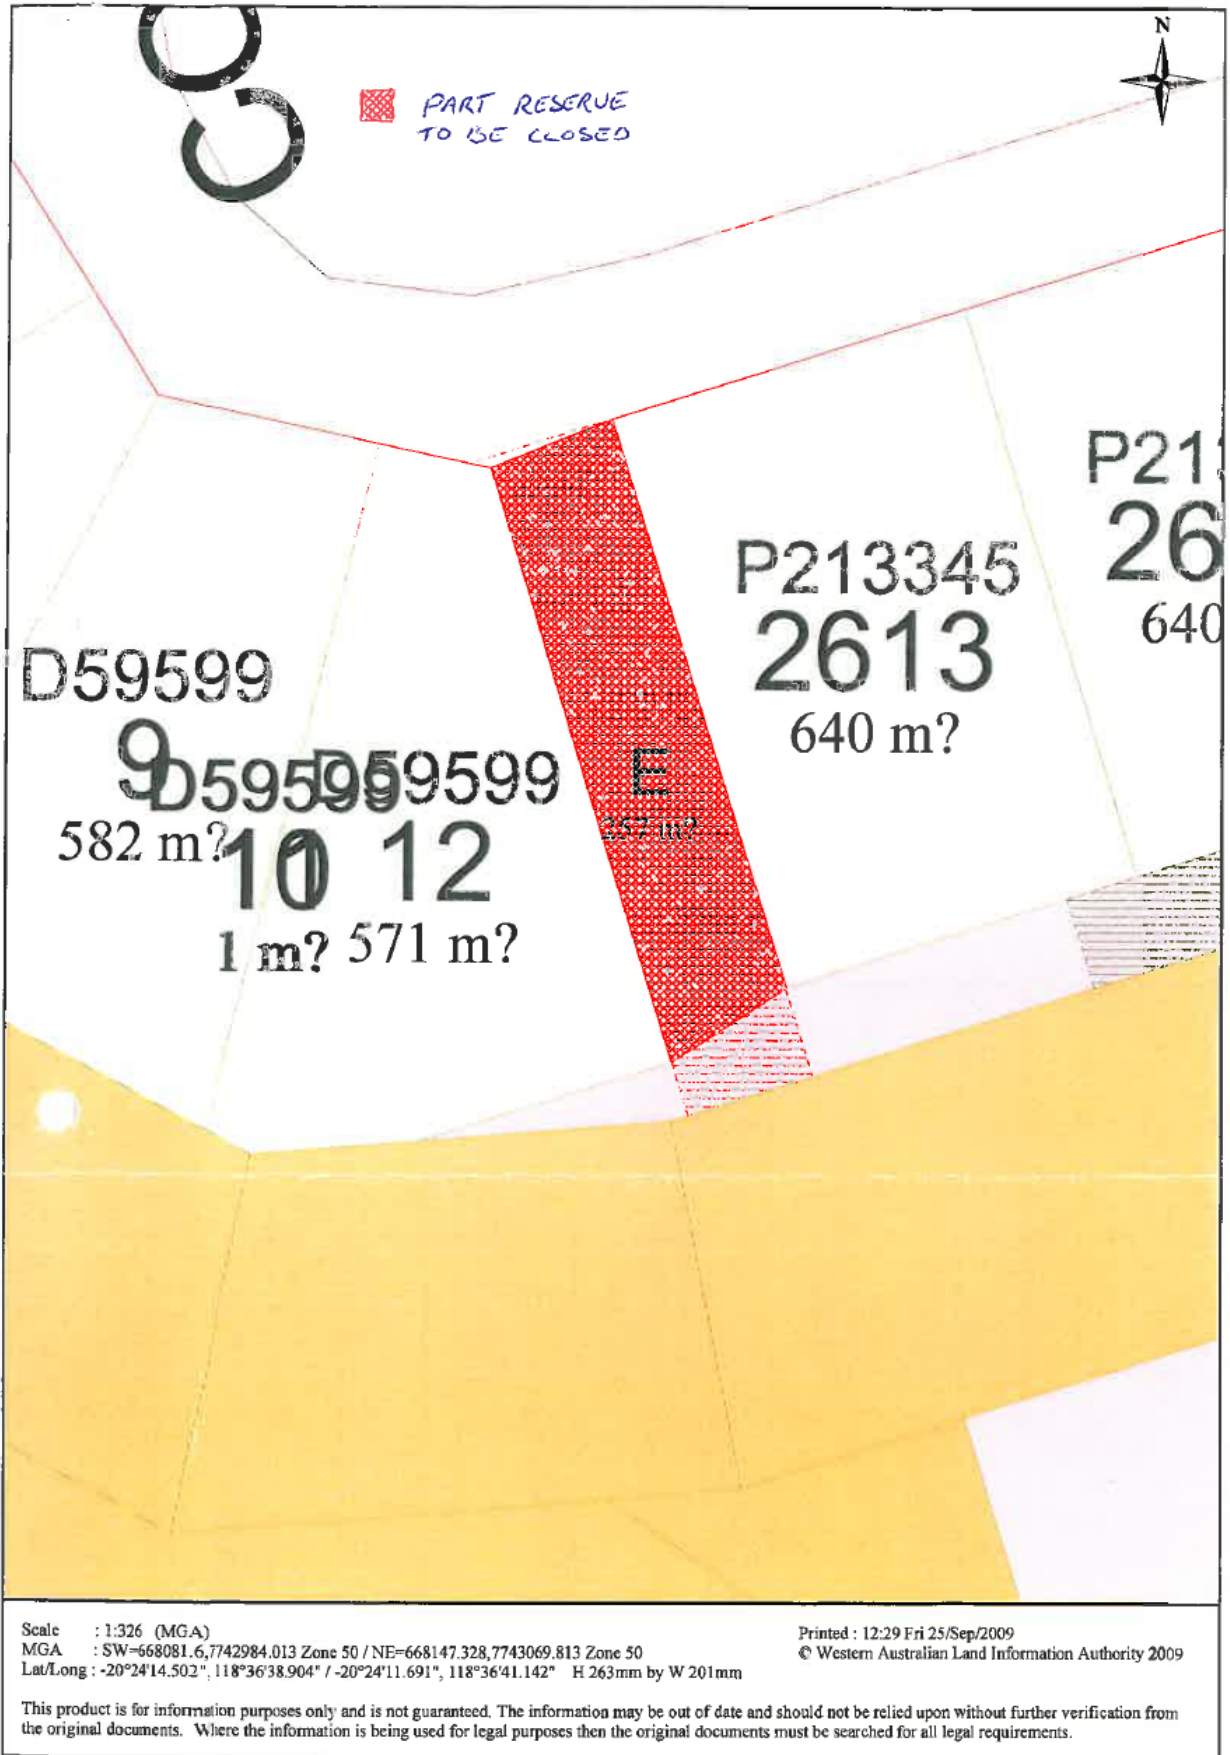 N
PART RESERVE
TO BE CLOSED
P21
26
640
P213345
2613
640 m?
D59599
9
582 m?
D59599
10
1 m?
D59599
12
571 m?
E
257 m?
Scale : 1:326 (MGA)
MGA : SW=668081.6,7742984.013 Zone 50 / NE=668147.328,7743069.813 Zone 50
Lat/Long : -20°24'14.502", 118°36'38.904" / -20°24'11.691", 118°36'41.142" H 263mm by W 201mm
Printed : 12:29 Fri 25/Sep/2009
© Western Australian Land Information Authority 2009
This product is for information purposes only and is not guaranteed. The information may be out of date and should not be relied upon without further verification from
the original documents. Where the information is being used for legal purposes then the original documents must be searched for all legal requirements.